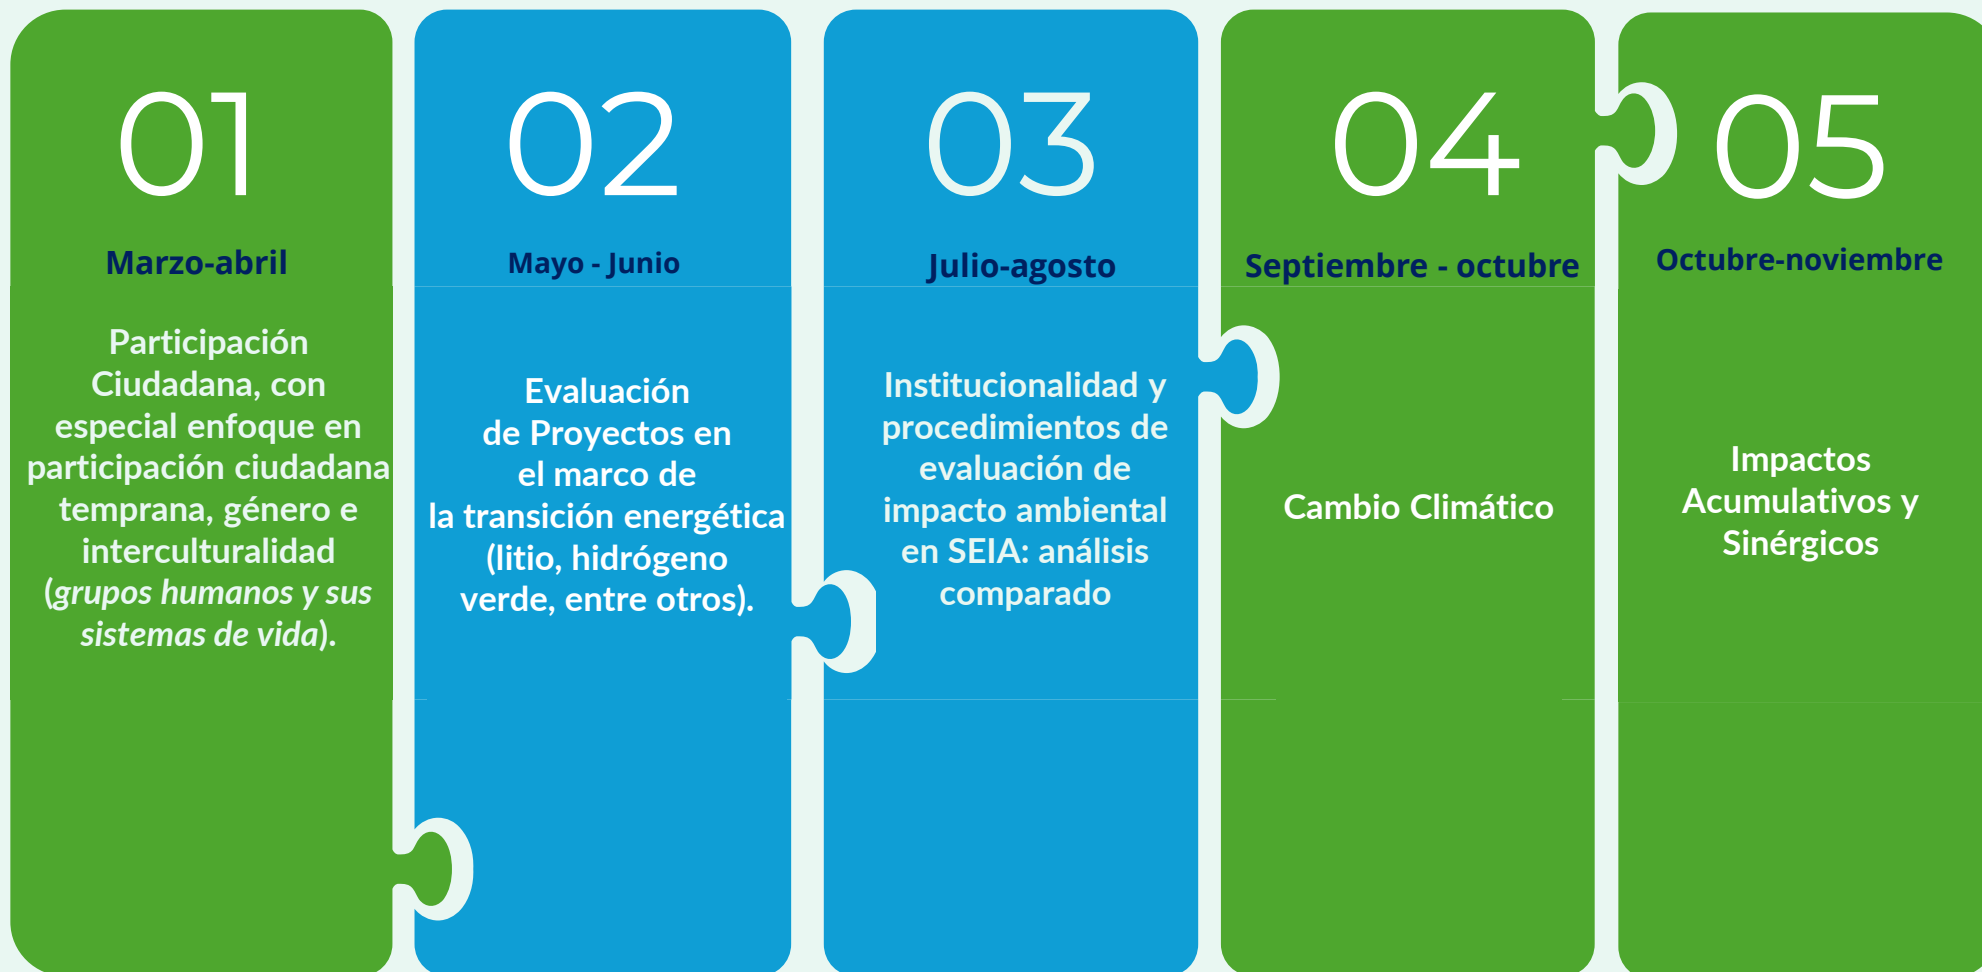 01
Marzo-abril
Participación
Ciudadana, con
especial enfoque en
participación ciudadana
temprana, género e
interculturalidad
(grupos humanos y sus
sistemas de vida).
02
Mayo - Junio
Evaluación
de Proyectos en
el marco de
la transición energética
(litio, hidrógeno
verde, entre otros).
03
Julio-agosto
Institucionalidad y
procedimientos de
evaluación de
impacto ambiental
en SEIA: análisis
comparado
04
Septiembre - octubre
Cambio Climático
05
Octubre-noviembre
Impactos
Acumulativos y
Sinérgicos